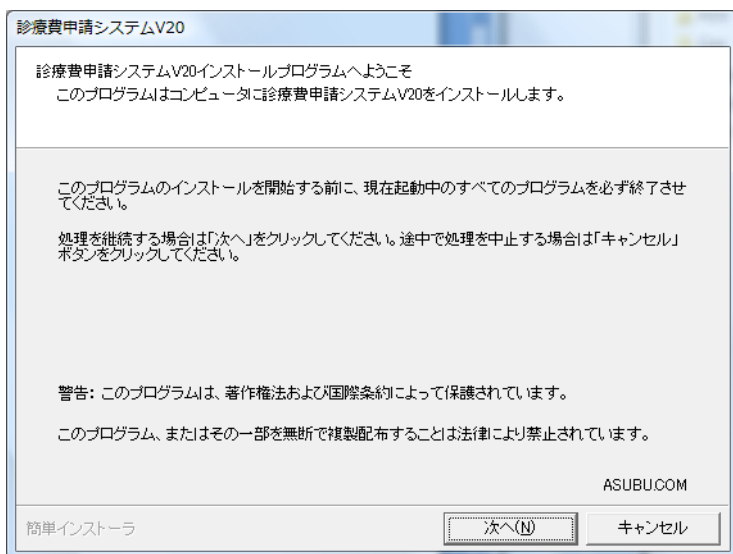 診療費申請システムV20
診療費申請システムV20インストールプログラムへようこそ
このプログラムはコンピュータに診療費申請システムV20をインストールします。
このプログラムのインストールを開始する前に、現在起動中のすべてのプログラムを必ず終了させ
てください。
処理を継続する場合は「次へ」をクリックしてください。途中で処理を中止する場合は「キャンセル」
ボタンをクリックしてください。
警告: このプログラムは、著作権法および国際条約によって保護されています。
このプログラム、またはその一部を無断で複製配布することは法律により禁止されています。
ASUBU.COM
簡単インストーラ
次へ(N)
キャンセル